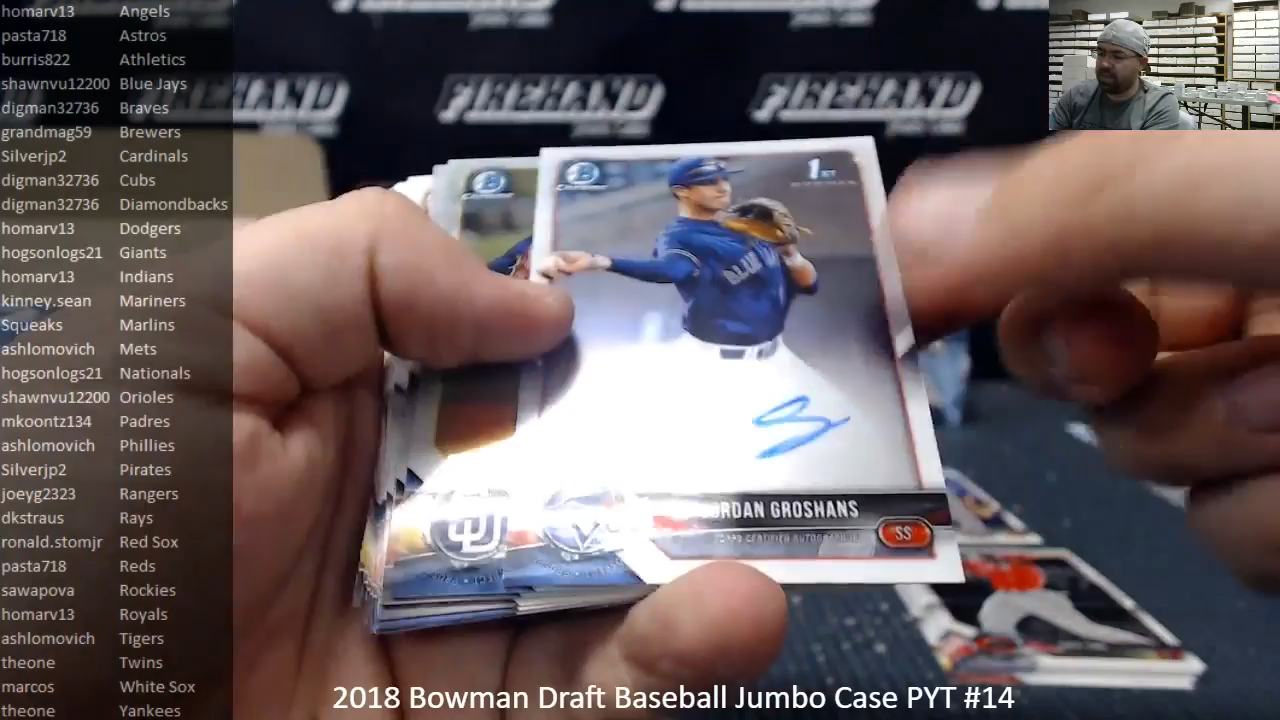 homarv13 Angels
pasta718 Astros
burris822 Athletics
shawnvu12200 Blue Jays
digman32736 Braves
grandmag59 Brewers
Silverjp2 Cardinals
digman32736 Cubs
digman32736 Diamondbacks
homarv13 Dodgers
hogsonlogs21 Giants
homarv13 Indians
kinney.sean Mariners
Squeaks Marlins
ashlomovich Mets
hogsonlogs21 Nationals
shawnvu12200 Orioles
mkoontz134 Padres
ashlomovich Phillies
Silverjp2 Pirates
joeyg2323 Rangers
dkstraus Rays
ronald.stomjr Red Sox
pasta718 Reds
sawapova Rockies
homarv13 Royals
ashlomovich Tigers
theone Twins
marcos White Sox
theone Yankees
FIREHAND
FIREHAND
1ST
GROSHANS
SS
2018 Bowman Draft Baseball Jumbo Case PYT #14